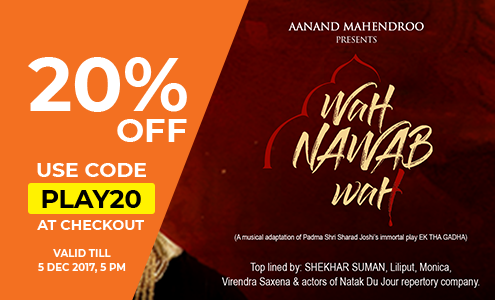 20%
OFF
USE CODE
PLAY20
AT CHECKOUT
VALID TILL
5 DEC 2017, 5 PM
AANAND MAHENDROO
PRESENTS
waH
NAWAB
waH
(A musical adaptation of Padma Shri Sharad Joshi's immortal play EK THA GADHA)
Top lined by: SHEKHAR SUMAN, Liliput, Monica,
Virendra Saxena & actors of Natak Du Jour repertory company.